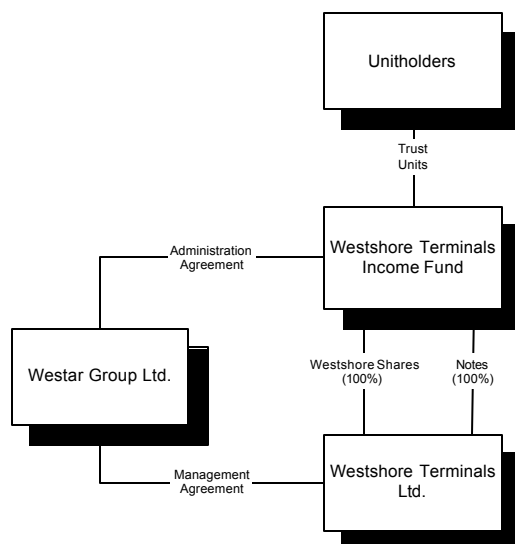 Unitholders
Trust
Units
Westshore Terminals
Income Fund
Administration
Agreement
Westar Group Ltd.
Westshore Shares
(100%)
Notes
(100%)
Management
Agreement
Westshore Terminals
Ltd.